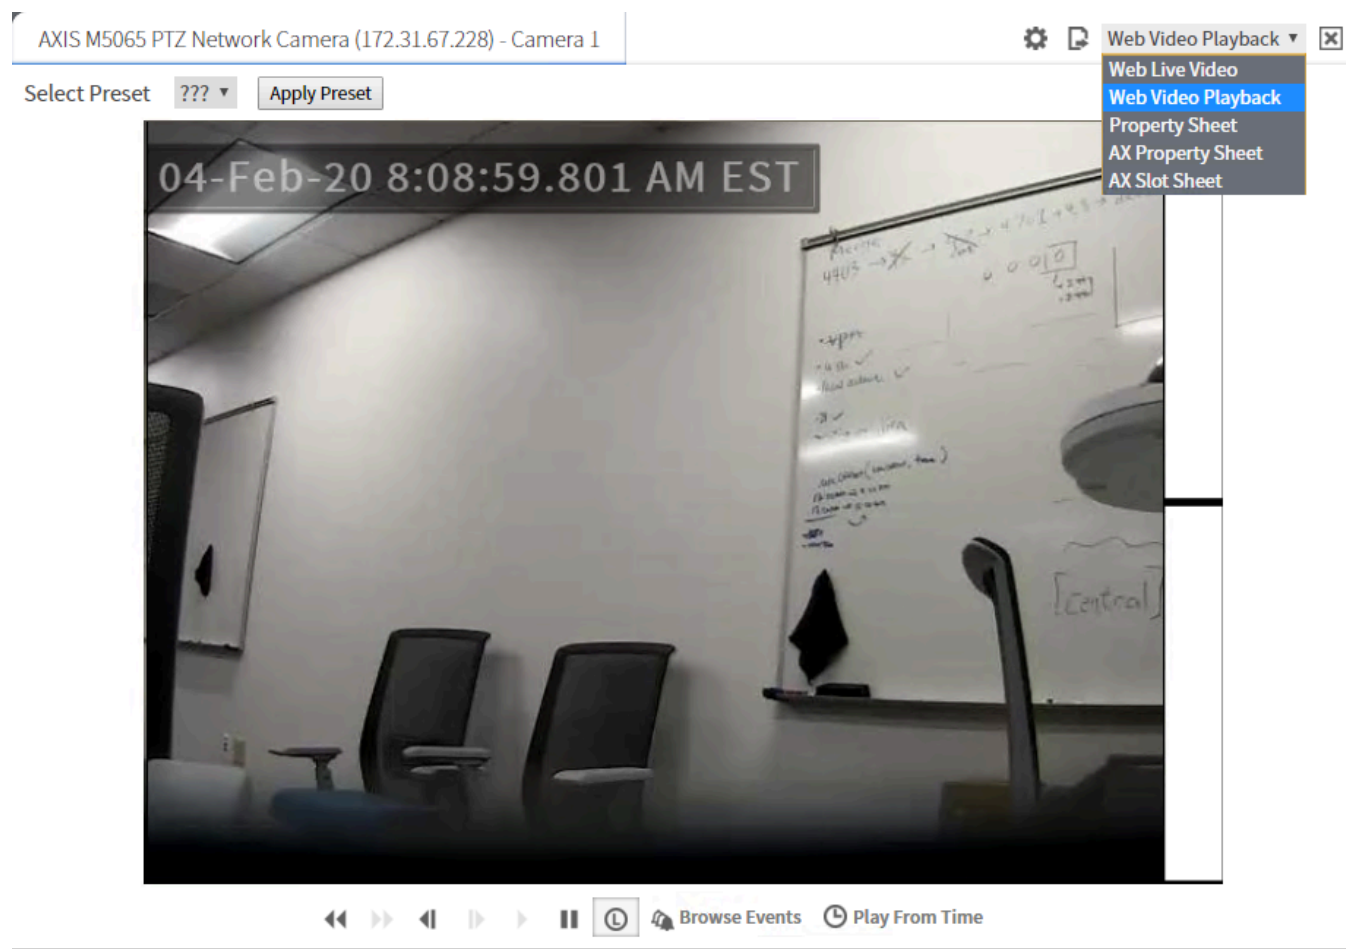 AXIS M5065 PTZ Network Camera (172.31.67.228) - Camera 1
Web Video Playback
Web Live Video
Web Video Playback
Property Sheet
AX Property Sheet
AX Slot Sheet
Select Preset ??? Apply Preset
04-Feb-20 8:08:59.801 AM EST
[Central]
L Browse Events Play From Time